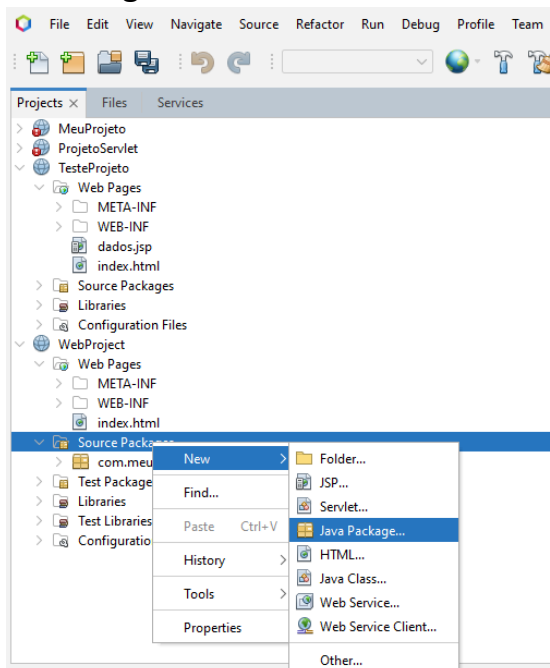 File Edit View Navigate Source Refactor Run Debug Profile Team
Projects × Files Services
MeuProjeto
ProjetoServlet
TesteProjeto
Web Pages
META-INF
WEB-INF
dados.jsp
index.html
Source Packages
Libraries
Configuration Files
WebProject
Web Pages
META-INF
WEB-INF
index.html
Source Packages
com.meu
Test Package
Libraries
Test Libraries
Configuratio
New
Find...
Paste Ctrl+V
History
Tools
Properties
Folder...
JSP...
Servlet...
Java Package...
HTML...
Java Class...
Web Service...
Web Service Client...
Other...